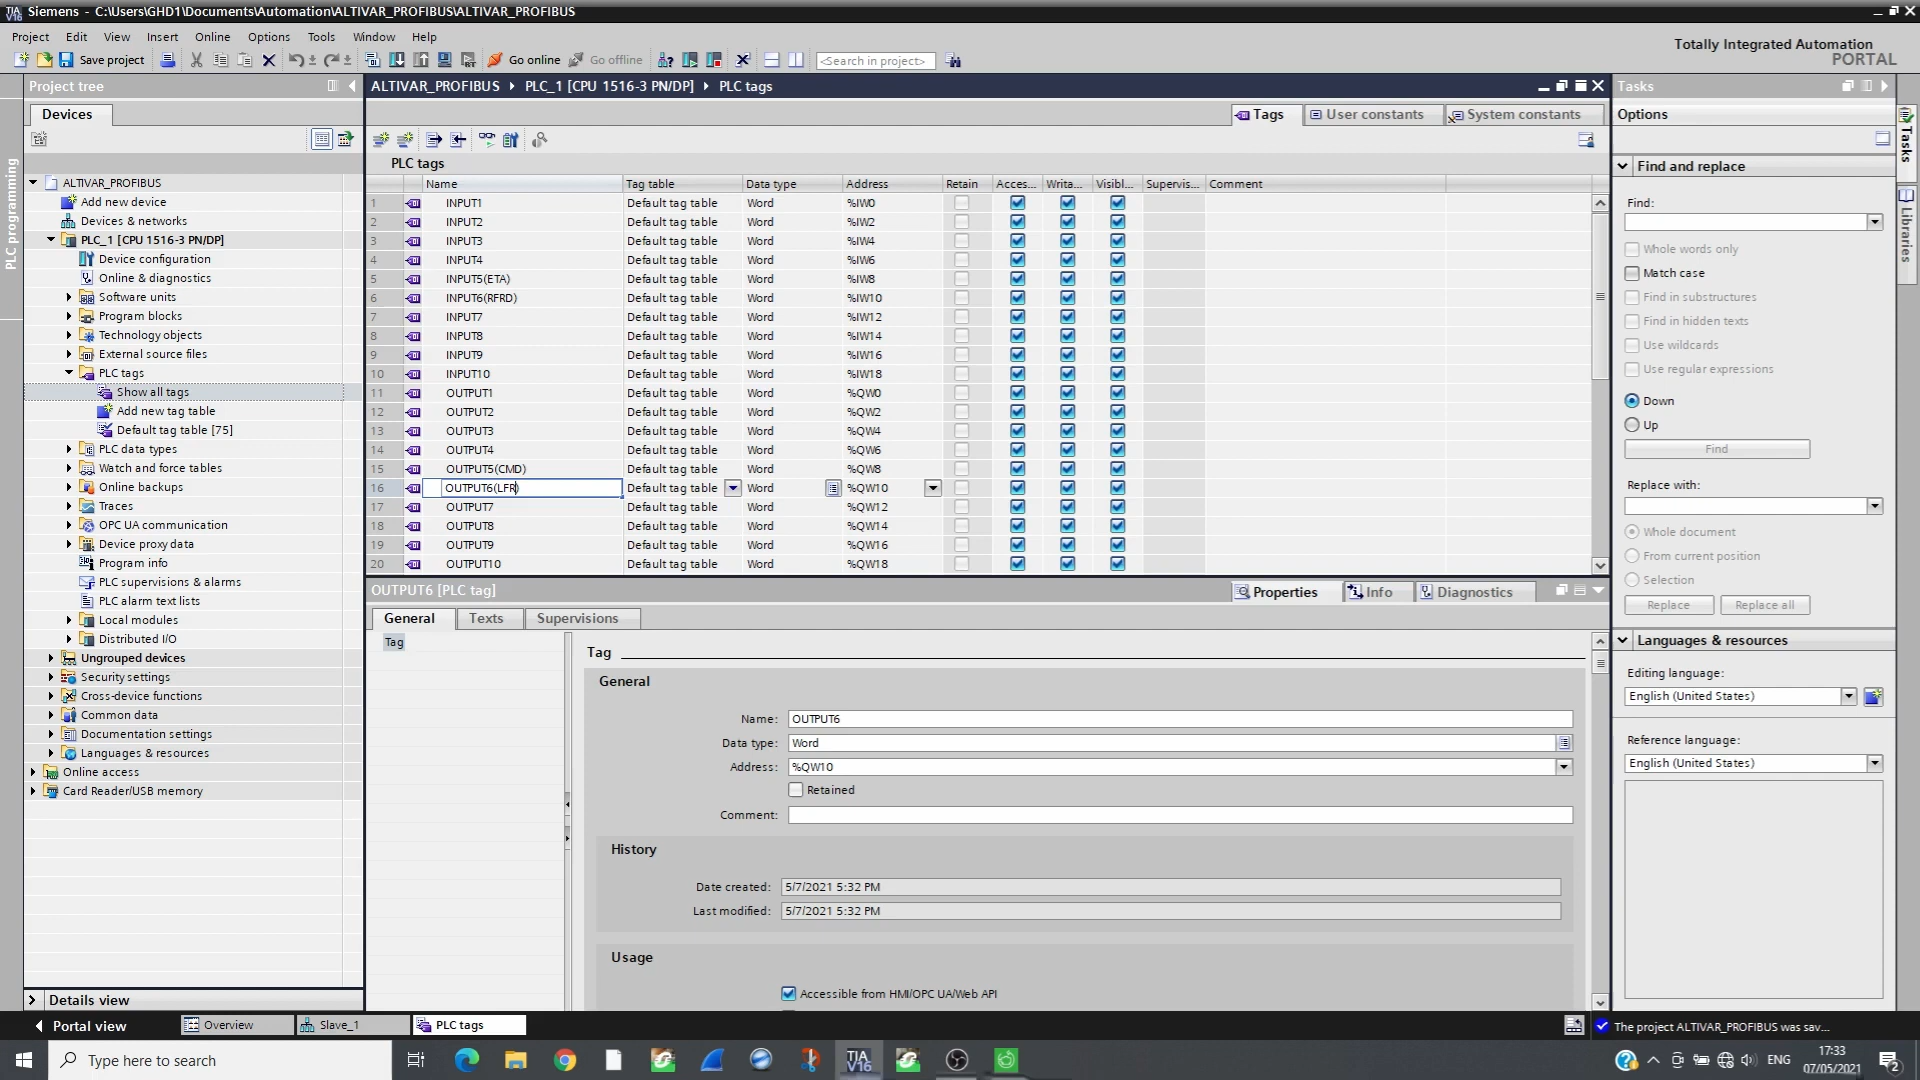 Siemens - C:\Users\GHD1\Documents\Automation\ALTIVAR_PROFIBUS\ALTIVAR_PROFIBUS
Project Edit View Insert Online Options Tools Window Help
Totally Integrated Automation
PORTAL
Save project
Go online
Go offline
<Search in project>
Project tree
ALTIVAR_PROFIBUS PLC_1 [CPU 1516-3 PN/DP] PLC tags
Tasks
Devices
Tags
User constants
System constants
Options
PLC programming
PLC tags
Name Tag table Data type Address Retain Acces... Writa... Visibl... Supervis... Comment
1 INPUT1 Default tag table Word %IW0
2 INPUT2 Default tag table Word %IW2
3 INPUT3 Default tag table Word %IW4
4 INPUT4 Default tag table Word %IW6
5 INPUT5(ETA) Default tag table Word %IW8
6 INPUT6(RFRD) Default tag table Word %IW10
7 INPUT7 Default tag table Word %IW12
8 INPUT8 Default tag table Word %IW14
9 INPUT9 Default tag table Word %IW16
10 INPUT10 Default tag table Word %IW18
11 OUTPUT1 Default tag table Word %QW0
12 OUTPUT2 Default tag table Word %QW2
13 OUTPUT3 Default tag table Word %QW4
14 OUTPUT4 Default tag table Word %QW6
15 OUTPUT5(CMD) Default tag table Word %QW8
16 OUTPUT6(LFR) Default tag table Word %QW10
17 OUTPUT7 Default tag table Word %QW12
18 OUTPUT8 Default tag table Word %QW14
19 OUTPUT9 Default tag table Word %QW16
20 OUTPUT10 Default tag table Word %QW18
ALTIVAR_PROFIBUS
Add new device
Devices & networks
PLC_1 [CPU 1516-3 PN/DP]
Device configuration
Online & diagnostics
Software units
Program blocks
Technology objects
External source files
PLC tags
Show all tags
Add new tag table
Default tag table [75]
PLC data types
Watch and force tables
Online backups
Traces
OPC UA communication
Device proxy data
Program info
PLC supervisions & alarms
PLC alarm text lists
Local modules
Distributed I/O
Ungrouped devices
Security settings
Cross-device functions
Common data
Documentation settings
Languages & resources
Online access
Card Reader/USB memory
Details view
OUTPUT6 [PLC tag]
Properties
Info
Diagnostics
General
Texts
Supervisions
Tag
Tag
General
Name: OUTPUT6
Data type: Word
Address: %QW10
Retained
Comment:
History
Date created: 5/7/2021 5:32 PM
Last modified: 5/7/2021 5:32 PM
Usage
Accessible from HMI/OPC UA/Web API
Find and replace
Find:
Whole words only
Match case
Find in substructures
Find in hidden texts
Use wildcards
Use regular expressions
Down
Up
Find
Replace with:
Whole document
From current position
Selection
Replace
Replace all
Languages & resources
Editing language:
English (United States)
Reference language:
English (United States)
Tasks
Libraries
Portal view
Overview
Slave_1
PLC tags
The project ALTIVAR_PROFIBUS was sav...
Type here to search
TIA
V16
ENG
17:33
07/05/2021
2